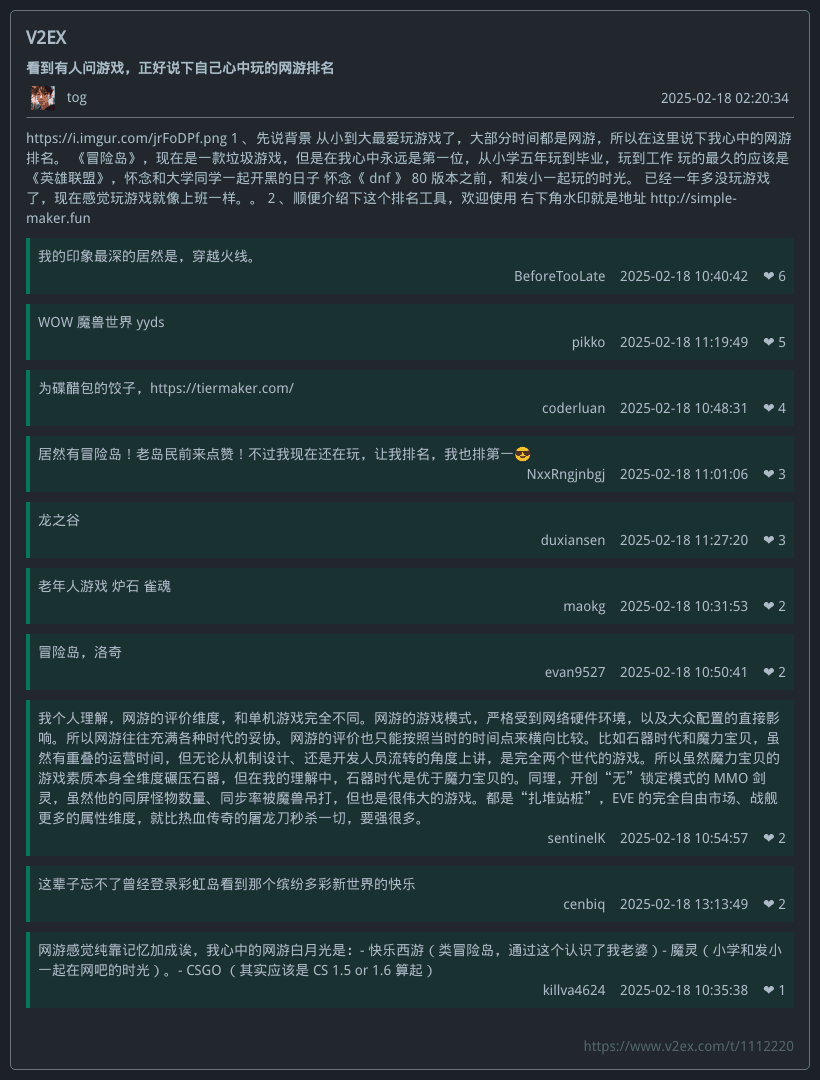 V2EX
看到有人问游戏，正好说下自己心中玩的网游排名
tog 2025-02-18 02:20:34
https://i.imgur.com/jrFoDPf.png 1 、先说背景 从小到大最爱玩游戏了，大部分时间都是网游，所以在这里说下我心中的网游
排名。 《冒险岛》，现在是一款垃圾游戏，但是在我心中永远是第一位，从小学五年玩到毕业，玩到工作 玩的最久的应该是
《英雄联盟》，怀念和大学同学一起开黑的日子 怀念《 dnf 》 80 版本之前，和发小一起玩的时光。 已经一年多没玩游戏
了，现在感觉玩游戏就像上班一样。。 2 、顺便介绍下这个排名工具，欢迎使用 右下角水印就是地址 http://simple-
maker.fun
我的印象最深的居然是，穿越火线。
BeforeTooLate 2025-02-18 10:40:42 ❤ 6
WOW 魔兽世界 yyds
pikko 2025-02-18 11:19:49 ❤ 5
为碟醋包的饺子，https://tiermaker.com/
coderluan 2025-02-18 10:48:31 ❤ 4
居然有冒险岛！老岛民前来点赞！不过我现在还在玩，让我排名，我也排第一😎
NxxRngjnbgj 2025-02-18 11:01:06 ❤ 3
龙之谷
duxiansen 2025-02-18 11:27:20 ❤ 3
老年人游戏 炉石 雀魂
maokg 2025-02-18 10:31:53 ❤ 2
冒险岛，洛奇
evan9527 2025-02-18 10:50:41 ❤ 2
我个人理解，网游的评价维度，和单机游戏完全不同。网游的游戏模式，严格受到网络硬件环境，以及大众配置的直接影
响。所以网游往往充满各种时代的妥协。网游的评价也只能按照当时的时间点来横向比较。比如石器时代和魔力宝贝，虽
然有重叠的运营时间，但无论从机制设计、还是开发人员流转的角度上讲，是完全两个世代的游戏。所以虽然魔力宝贝的
游戏素质本身全维度碾压石器，但在我的理解中，石器时代是优于魔力宝贝的。同理，开创“无”锁定模式的 MMO 剑
灵，虽然他的同屏怪物数量、同步率被魔兽吊打，但也是很伟大的游戏。都是“扎堆站桩”，EVE 的完全自由市场、战舰
更多的属性维度，就比热血传奇的屠龙刀秒杀一切，要强很多。
sentinelK 2025-02-18 10:54:57 ❤ 2
这辈子忘不了曾经登录彩虹岛看到那个缤纷多彩新世界的快乐
cenbiq 2025-02-18 13:13:49 ❤ 2
网游感觉纯靠记忆加成诶，我心中的网游白月光是：- 快乐西游（类冒险岛，通过这个认识了我老婆）- 魔灵（小学和发小
一起在网吧的时光）。- CSGO （其实应该是 CS 1.5 or 1.6 算起）
killva4624 2025-02-18 10:35:38 ❤ 1
https://www.v2ex.com/t/1112220